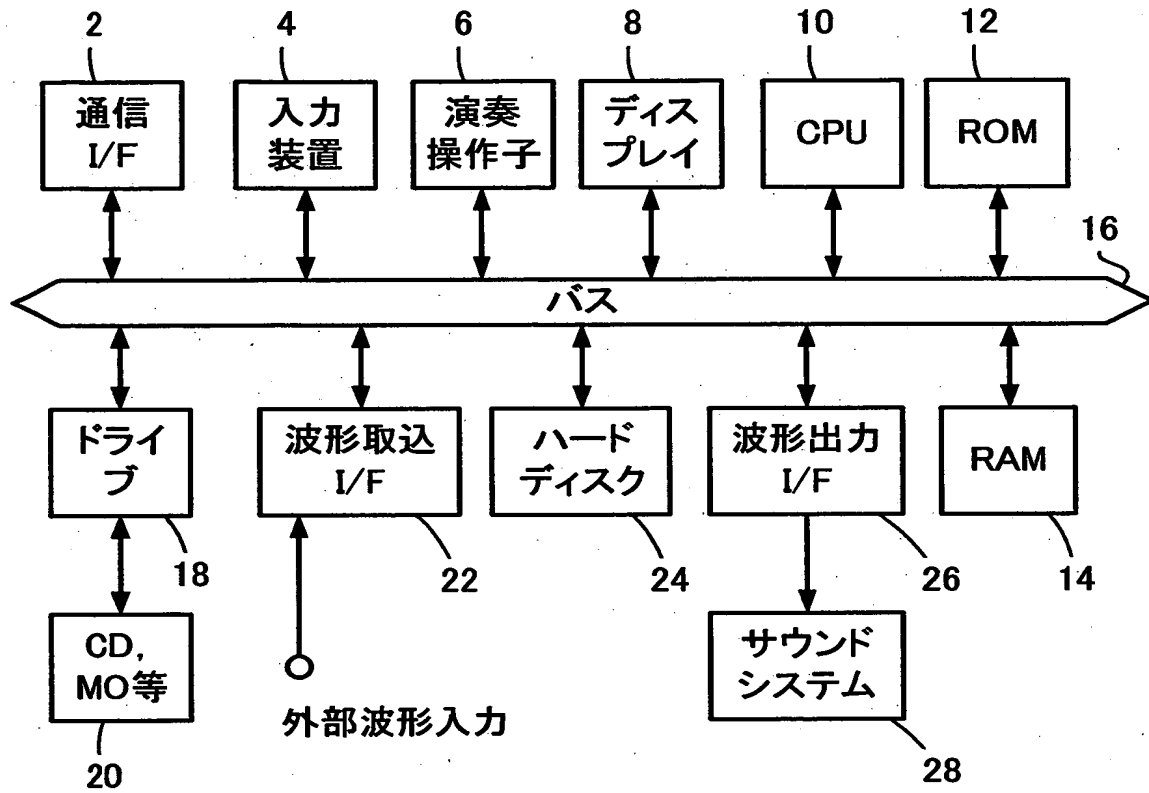 2
4
6
8
10
12
通信
I/F
入力
装置
演奏
操作子
ディス
プレイ
CPU
ROM
16
バス
ドライ
ブ
波形取込
I/F
ハード
ディスク
波形出力
I/F
RAM
18
22
24
26
14
CD,
MO等
外部波形入力
サウンド
システム
20
28